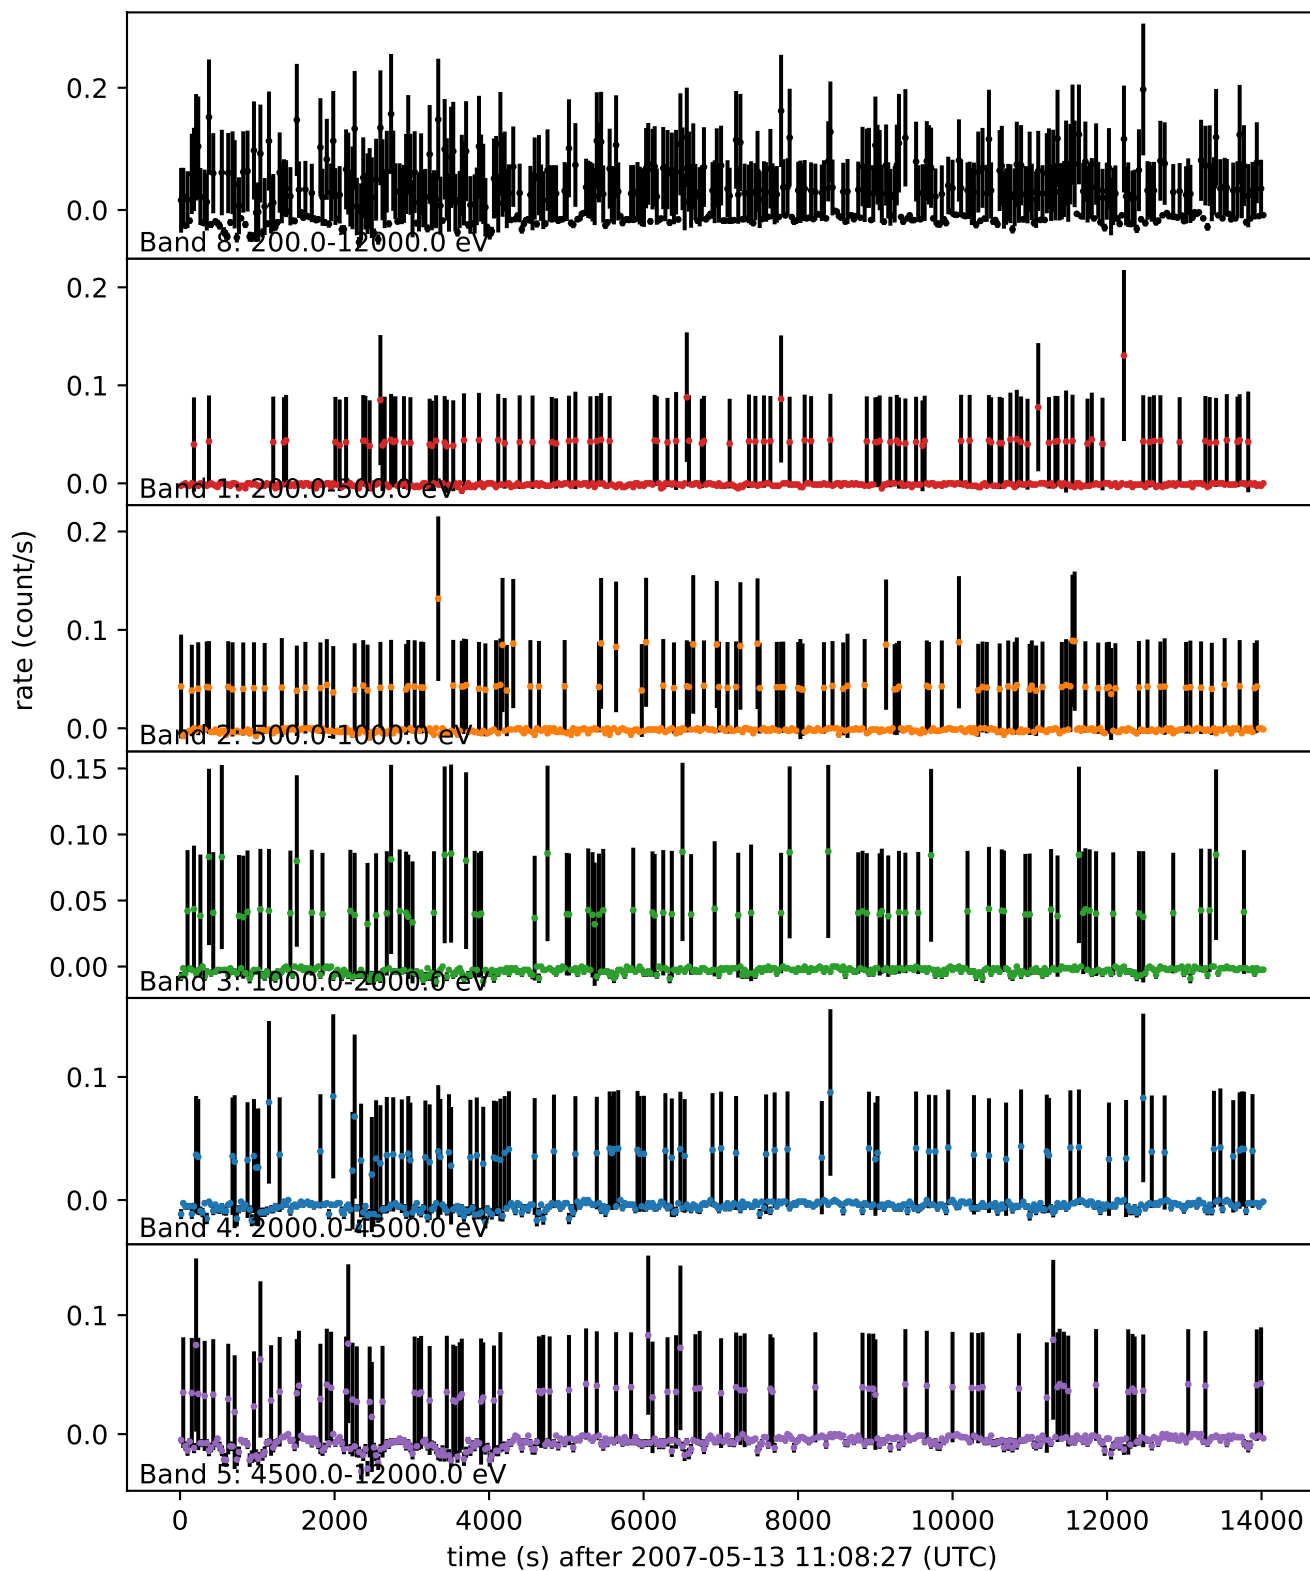 0.2
0.0
Band 8: 200.0-12000.0 eV
0.2
0.1
0.0
Band 1: 200.0-500.0 eV
0.2
0.1
0.0
Band 2: 500.0-1000.0 eV
0.15
0.10
0.05
0.00
Band 3: 1000.0-2000.0 eV
0.1
0.0
Band 4: 2000.0-4500.0 eV
0.1
0.0
Band 5: 4500.0-12000.0 eV
rate (count/s)
0 2000 4000 6000 8000 10000 12000 14000
time (s) after 2007-05-13 11:08:27 (UTC)